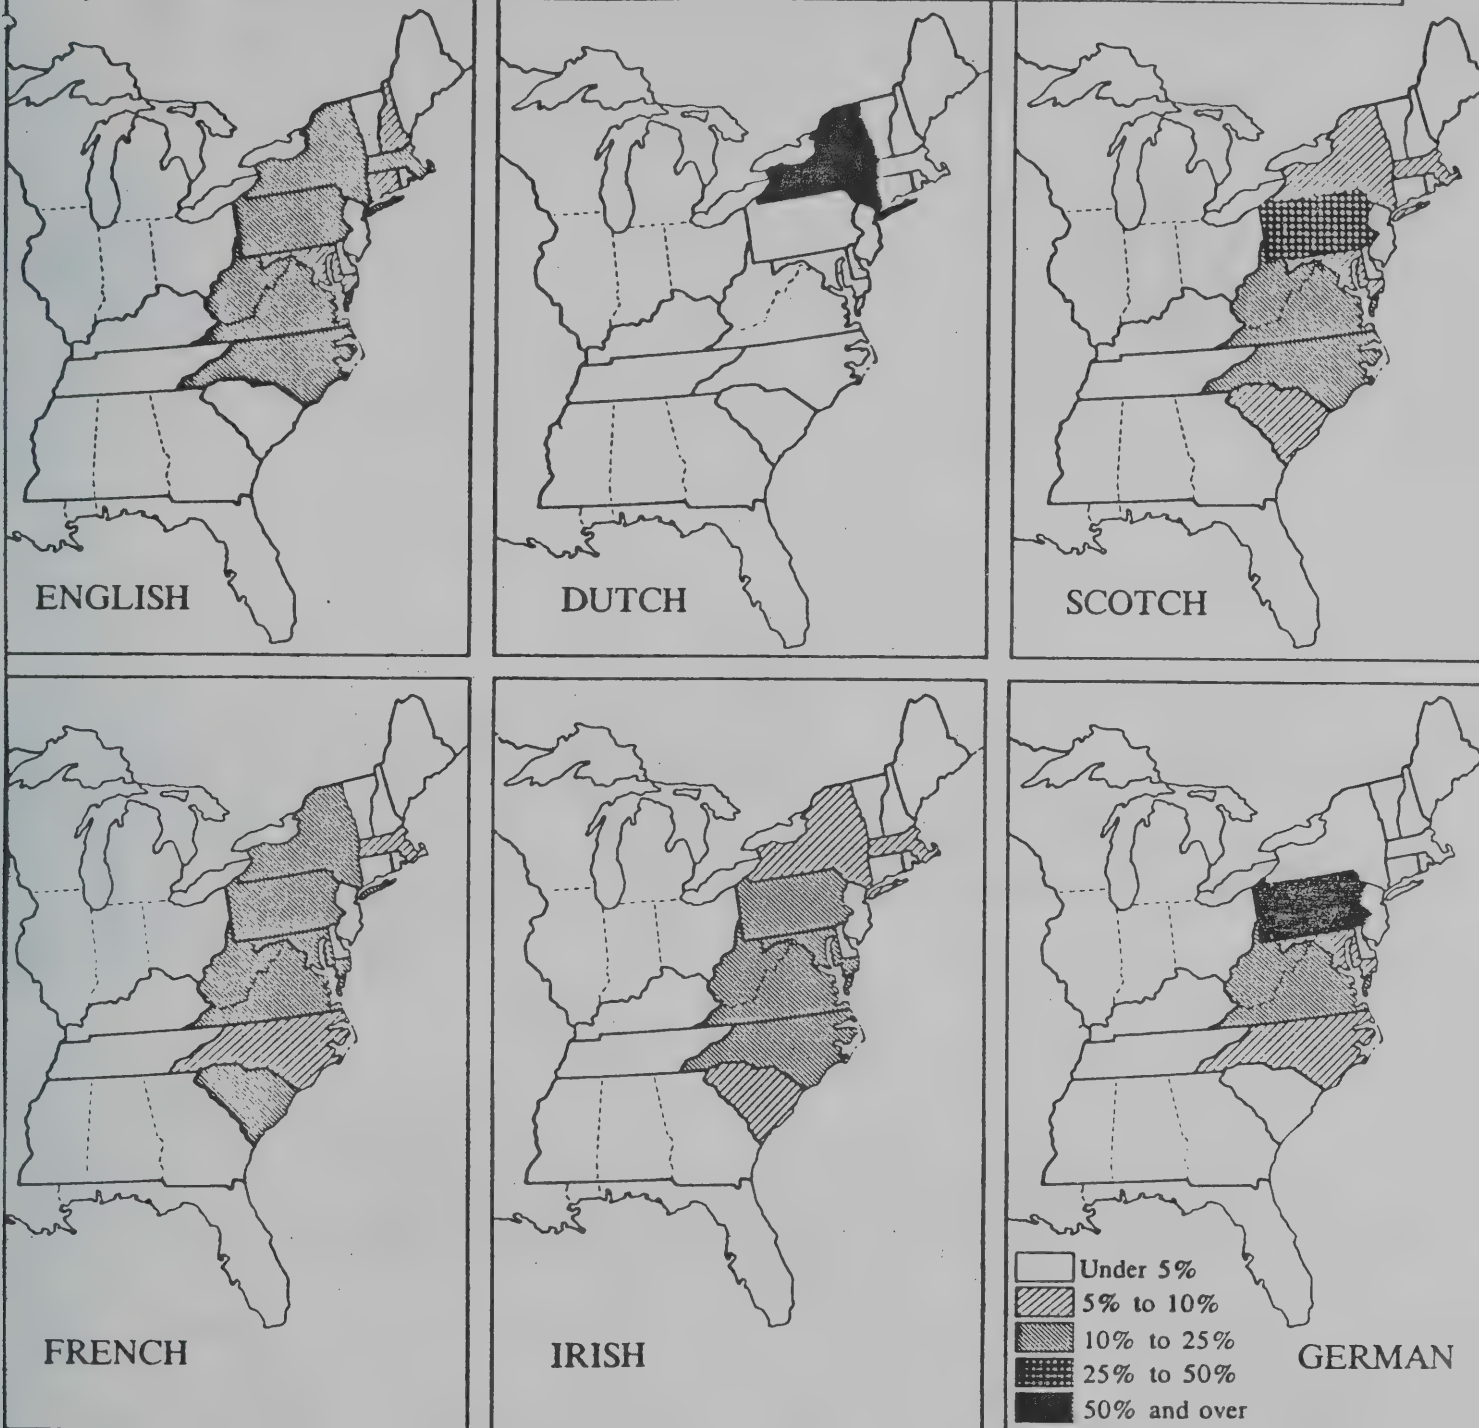 ENGLISH
DUTCH
SCOTCH
FRENCH
IRISH
GERMAN
Under 5%
5% to 10%
10% to 25%
25% to 50%
50% and over